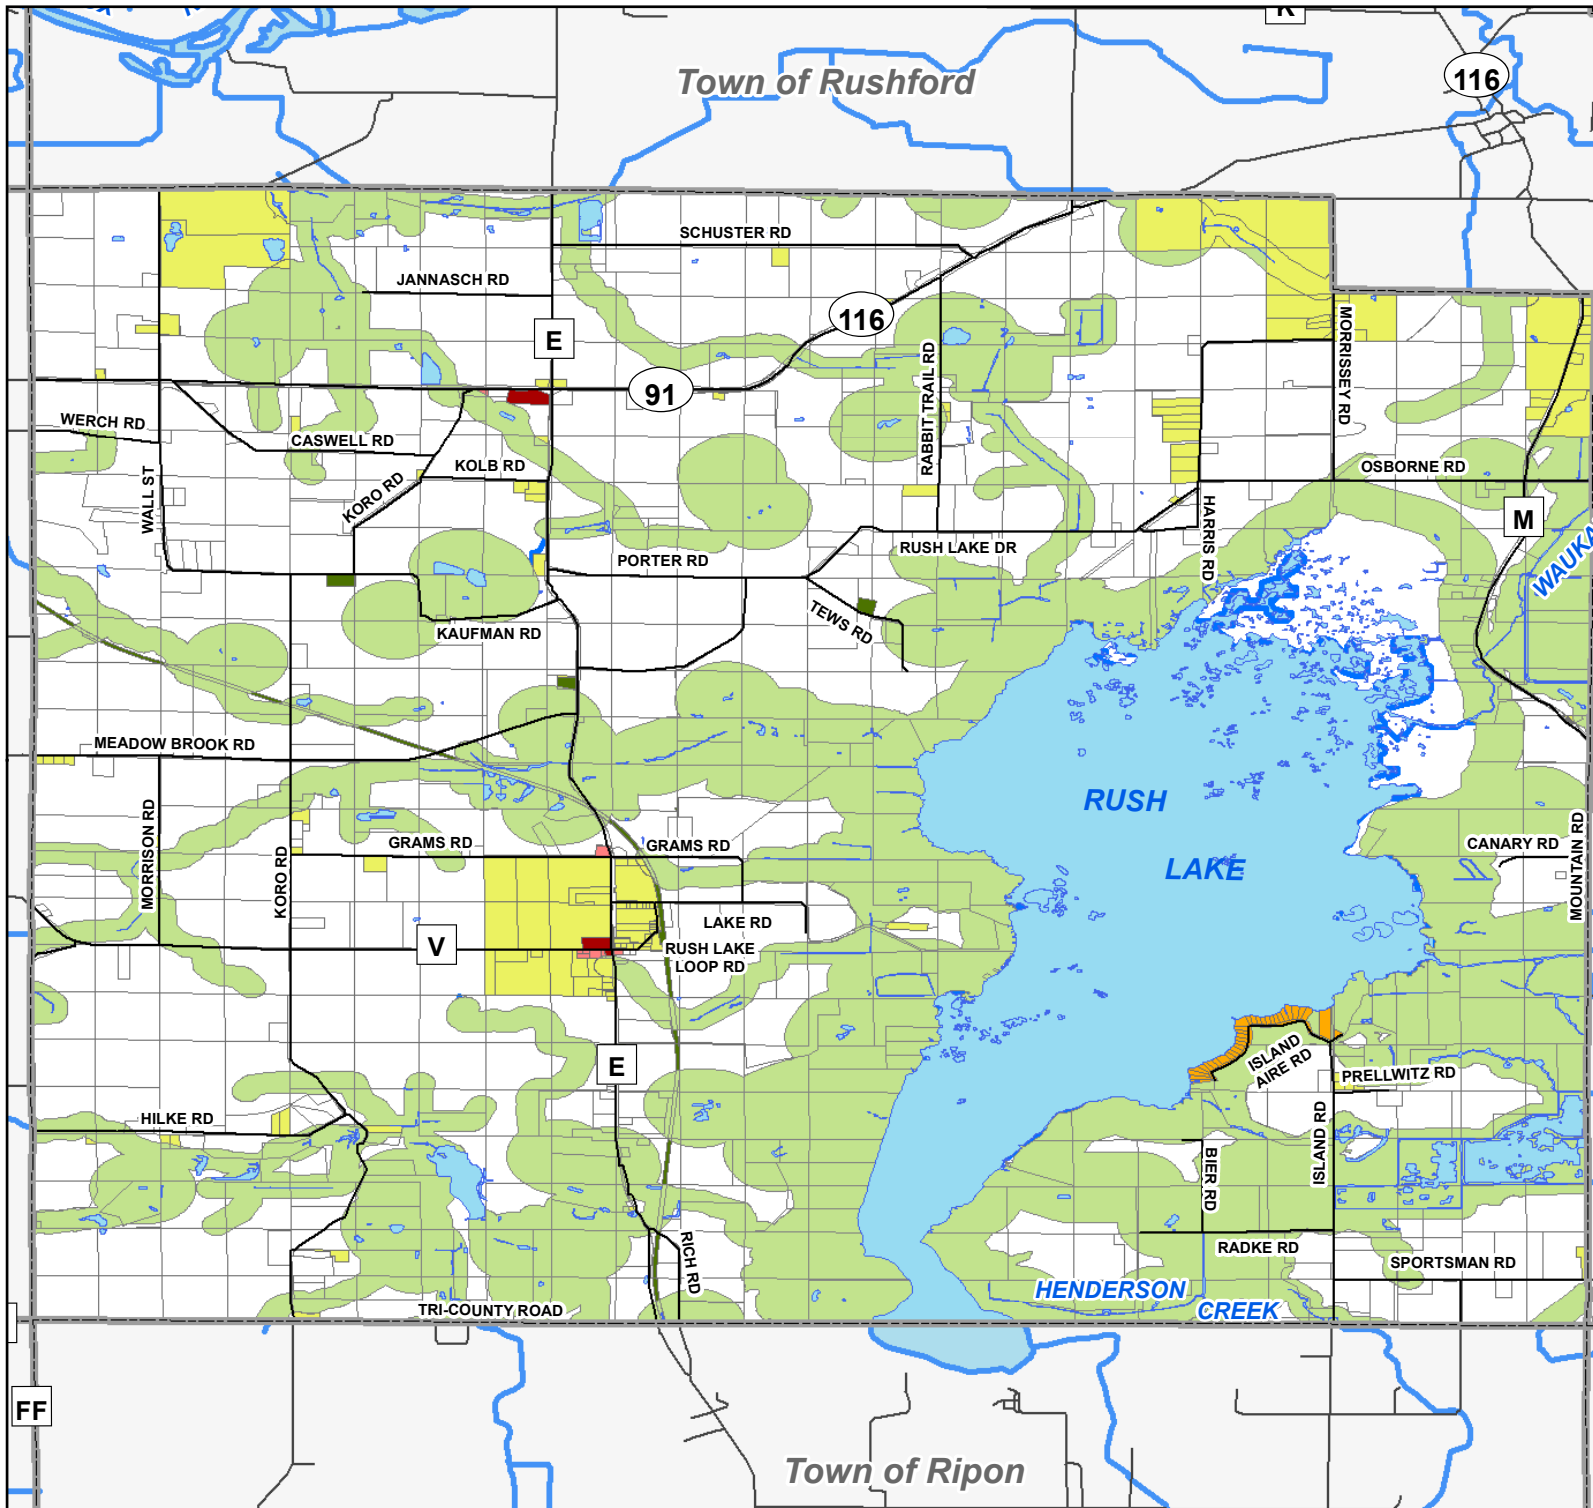 K
Town of Rushford
116
SCHUSTER RD
JANNASCH RD
116
E
MORRISSEY RD
RABBIT TRAIL RD
91
WERCH RD
CASWELL RD
KOLB RD
OSBORNE RD
WALL ST
KORO RD
HARRIS RD
M
RUSH LAKE DR
PORTER RD
WAUKA
TEWS RD
KAUFMAN RD
MEADOW BROOK RD
RUSH
LAKE
MORRISON RD
KORO RD
GRAMS RD
GRAMS RD
CANARY RD
MOUNTAIN RD
LAKE RD
V
RUSH LAKE
LOOP RD
E
ISLAND
AIRE RD
PRELLWITZ RD
HILKE RD
ISLAND RD
BIER RD
RICH RD
RADKE RD
SPORTSMAN RD
HENDERSON
CREEK
TRI-COUNTY ROAD
FF
Town of Ripon